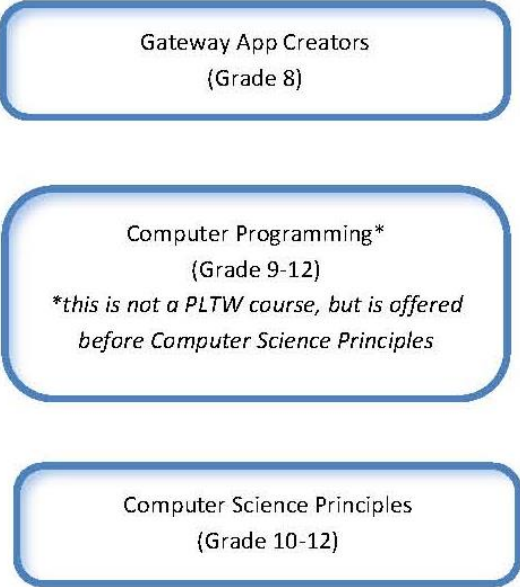 Gateway App Creators
(Grade 8)
Computer Programming*
(Grade 9-12)
*this is not a PLTW course, but is offered
before Computer Science Principles
Computer Science Principles
(Grade 10-12)